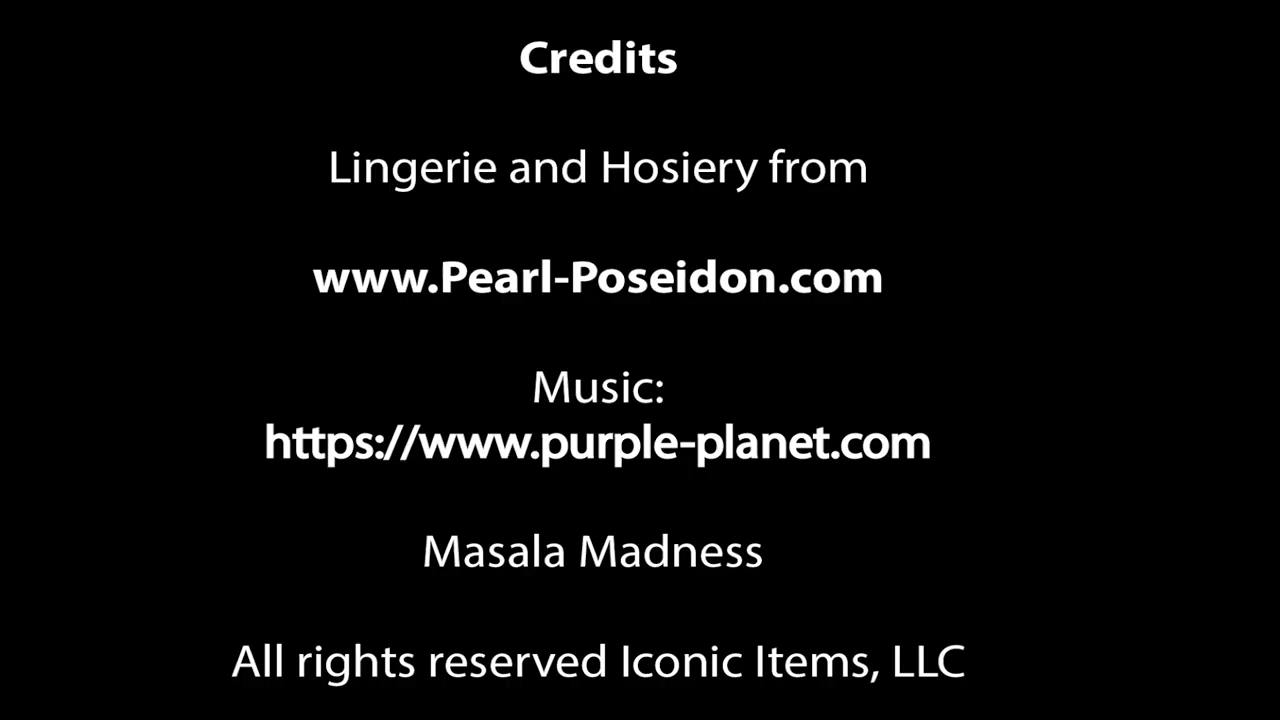 Credits
Lingerie and Hosiery from
www.Pearl-Poseidon.com
Music:
https://www.purple-planet.com
Masala Madness
All rights reserved Iconic Items, LLC